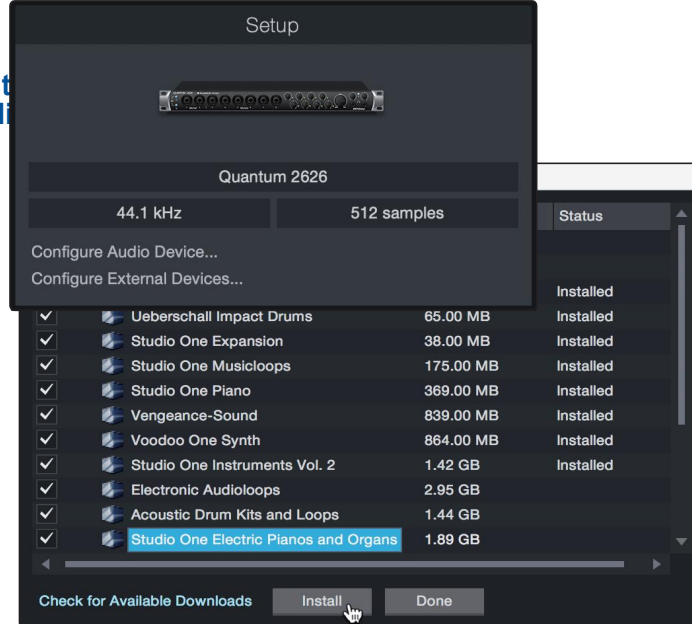 Setup
Quantum 2626
44.1 kHz 512 samples
Configure Audio Device...
Configure External Devices...
Status
Installed
Ueberschall Impact Drums 65.00 MB Installed
Studio One Expansion 38.00 MB Installed
Studio One Musicloops 175.00 MB Installed
Studio One Piano 369.00 MB Installed
Vengeance-Sound 839.00 MB Installed
Voodoo One Synth 864.00 MB Installed
Studio One Instruments Vol. 2 1.42 GB Installed
Electronic Audioloops 2.95 GB
Acoustic Drum Kits and Loops 1.44 GB
Studio One Electric Pianos and Organs 1.89 GB
Check for Available Downloads Install Done